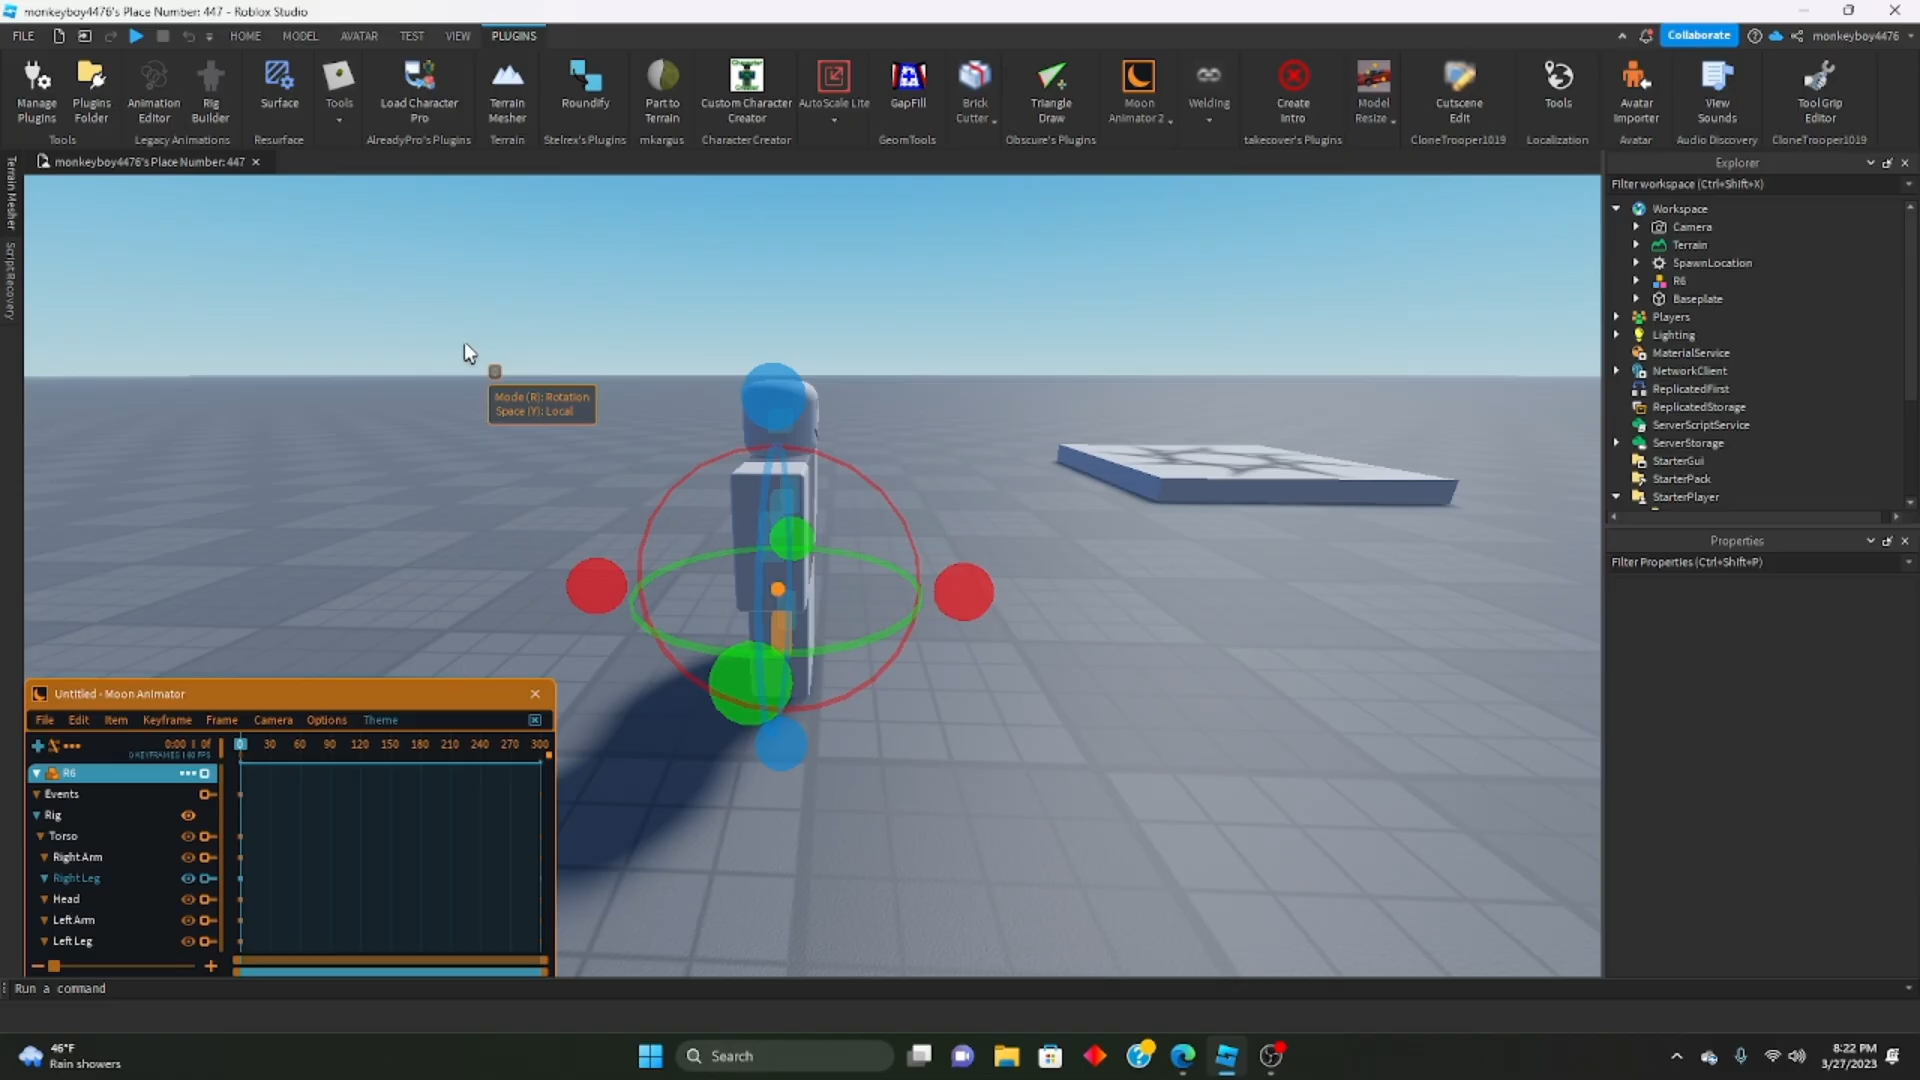 monkeyboy4476's Place Number: 447 - Roblox Studio
FILE HOME MODEL AVATAR TEST VIEW PLUGINS Collaborate monkeyboy4476
Manage Plugins
Plugins Folder
Tools
Animation Editor
Rig Builder
Legacy Animations
Surface
Resurface
Tools
Load Character Pro
AlreadyPro's Plugins
Terrain Mesher
Terrain
Roundify
Stelrex's Plugins
Part to Terrain
mkargus
Custom Character Creator
CharacterCreator
AutoScale Lite
GapFill
Brick Cutter
GeomTools
Triangle Draw
Obscure's Plugins
Moon Animator 2
Welding
Create Intro
takeover's Plugins
Model Resize
Cutscene Edit
CloneTrooper1019
Tools
Localization
Avatar Importer
Avatar
View Sounds
Audio Discovery
Tool Grip Editor
CloneTrooper1019
monkeyboy4476's Place Number: 447
Terrain Mesher
Script Recovery
Explorer
Filter workspace (Ctrl+Shift+X)
Workspace
Camera
Terrain
SpawnLocation
R6
Baseplate
Players
Lighting
MaterialService
NetworkClient
ReplicatedFirst
ReplicatedStorage
ServerScriptService
ServerStorage
StarterGui
StarterPack
StarterPlayer
Properties
Filter Properties (Ctrl+Shift+P)
Mode (R): Rotation
Space (Y): Local
Untitled - Moon Animator
File Edit Item Keyframe Frame Camera Options Theme
0:00 | 0f 30 60 90 120 150 180 210 240 270 300
0 KEYFRAMES | 60 FPS
R6
Events
Rig
Torso
Right Arm
Right Leg
Head
Left Arm
Left Leg
Run a command
46°F
Rain showers
Search
8:22 PM
3/27/2023